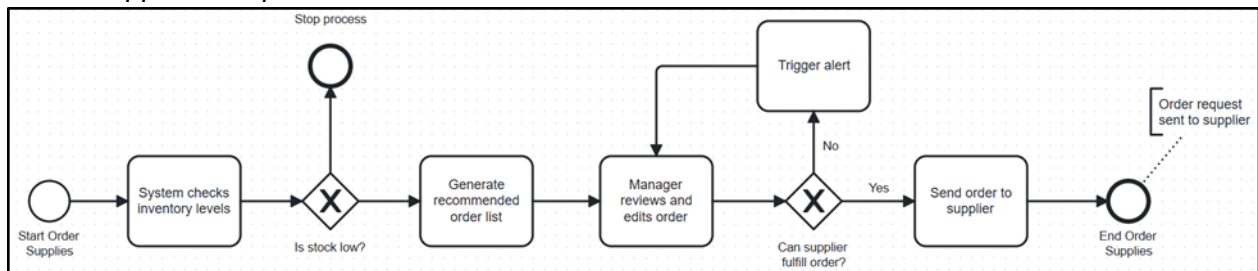 Stop process
Trigger alert
Order request
sent to supplier
No
System checks
inventory levels
Generate
recommended
order list
Manager
reviews and
edits order
Yes
Send order to
supplier
Start Order
Supplies
Is stock low?
Can supplier
fulfill order?
End Order
Supplies